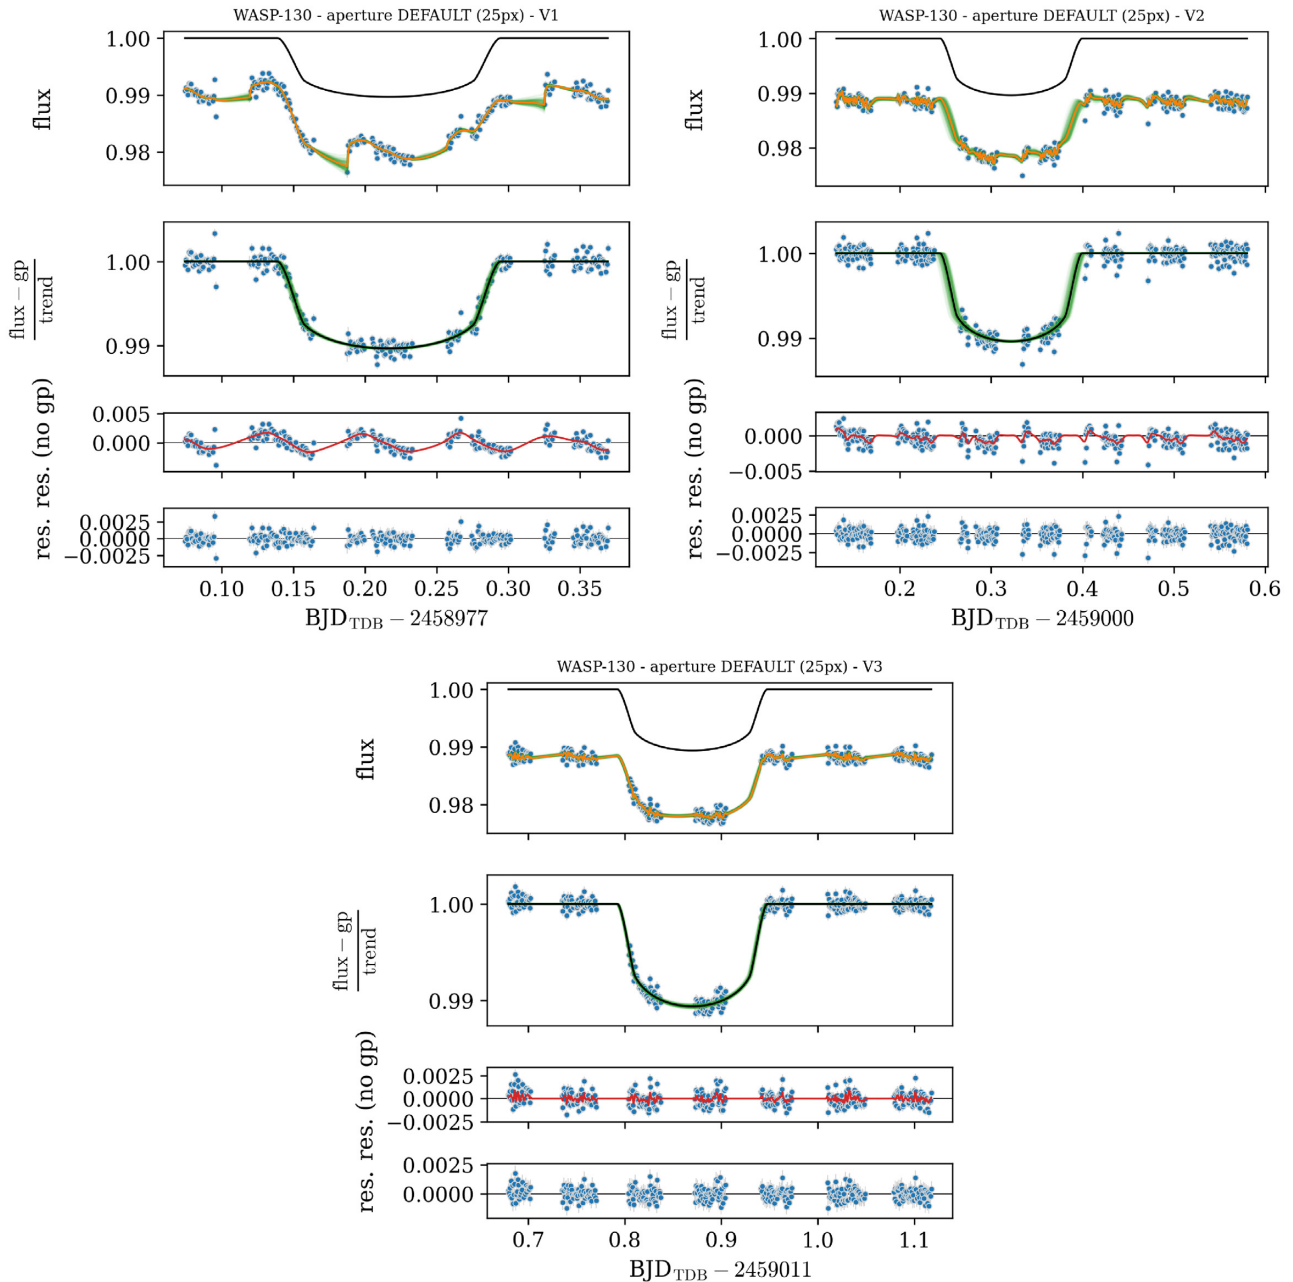 WASP-130 - aperture DEFAULT (25px) - V1
1.00
0.99
0.98
flux
1.00
0.99
flux − gp
trend
0.005
0.000
res. (no gp)
0.0025
0.000
−0.0025
res.
0.10 0.15 0.20 0.25 0.30 0.35
BJD_TDB − 2458977
WASP-130 - aperture DEFAULT (25px) - V2
1.00
0.99
0.98
flux
1.00
0.99
flux − gp
trend
0.000
−0.005
res. (no gp)
0.0025
0.0000
−0.0025
res.
0.2 0.3 0.4 0.5 0.6
BJD_TDB − 2459000
WASP-130 - aperture DEFAULT (25px) - V3
1.00
0.99
0.98
flux
1.00
0.99
flux − gp
trend
0.0025
0.0000
−0.0025
res. (no gp)
0.0025
0.0000
res.
0.7 0.8 0.9 1.0 1.1
BJD_TDB − 2459011